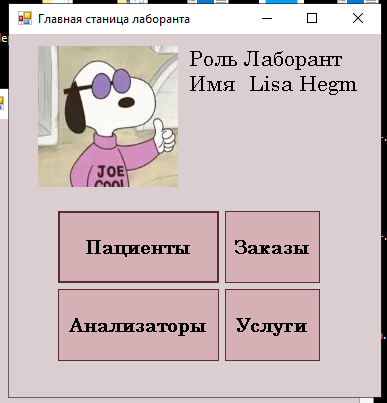 Главная станица лаборанта
Роль Лаборант
Имя Lisa Hegm
JOE
COOL
Пациенты Заказы
Анализаторы Услуги